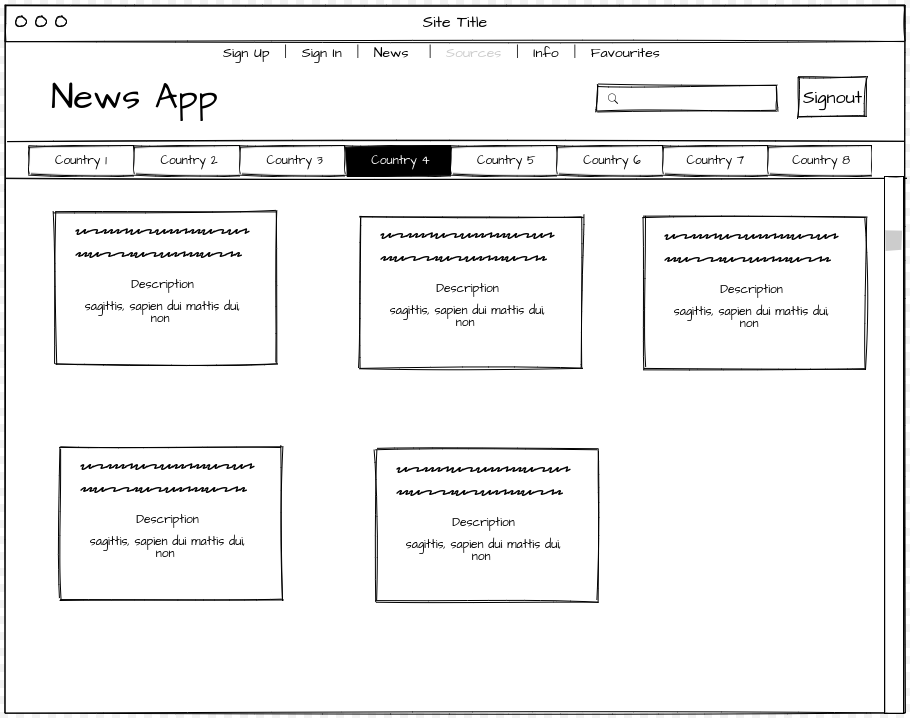 Site Title
Sign Up | Sign In | News | Sources | Info | Favourites
News App
Signout
Country 1 Country 2 Country 3 Country 4 Country 5 Country 6 Country 7 Country 8
Description
sagittis, sapien dui mattis dui,
non
Description
sagittis, sapien dui mattis dui,
non
Description
sagittis, sapien dui mattis dui,
non
Description
sagittis, sapien dui mattis dui,
non
Description
sagittis, sapien dui mattis dui,
non